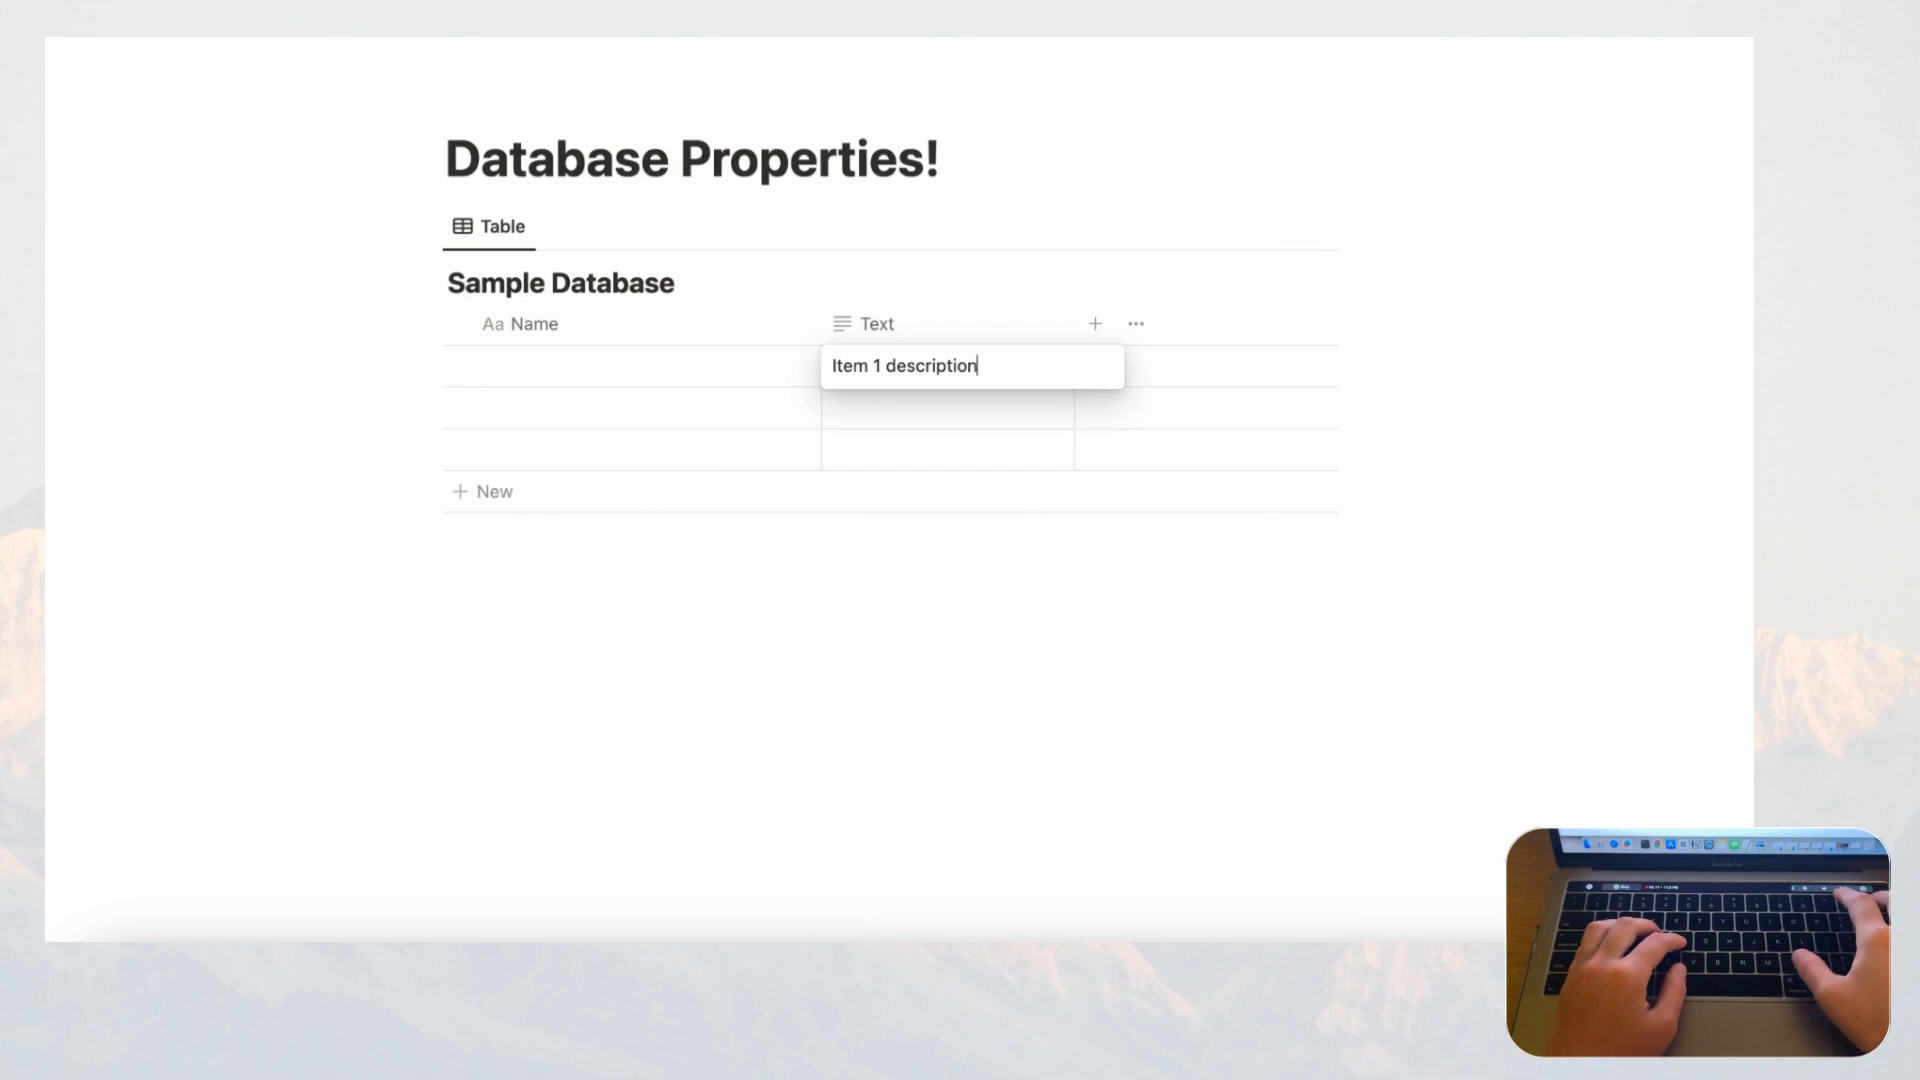 Database Properties!
Table
Sample Database
Aa Name
Text
Item 1 description
New